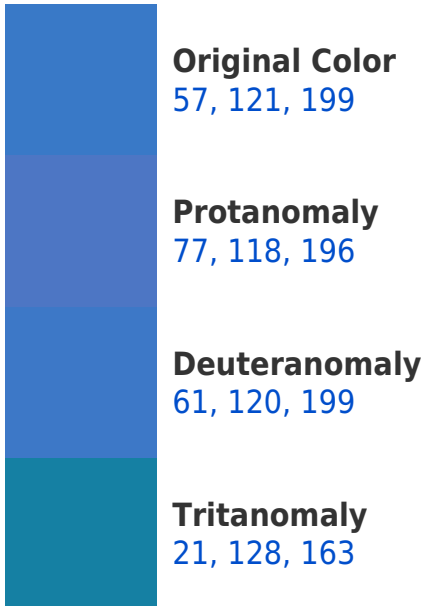 Original Color
57, 121, 199
Protanomaly
77, 118, 196
Deuteranomaly
61, 120, 199
Tritanomaly
21, 128, 163